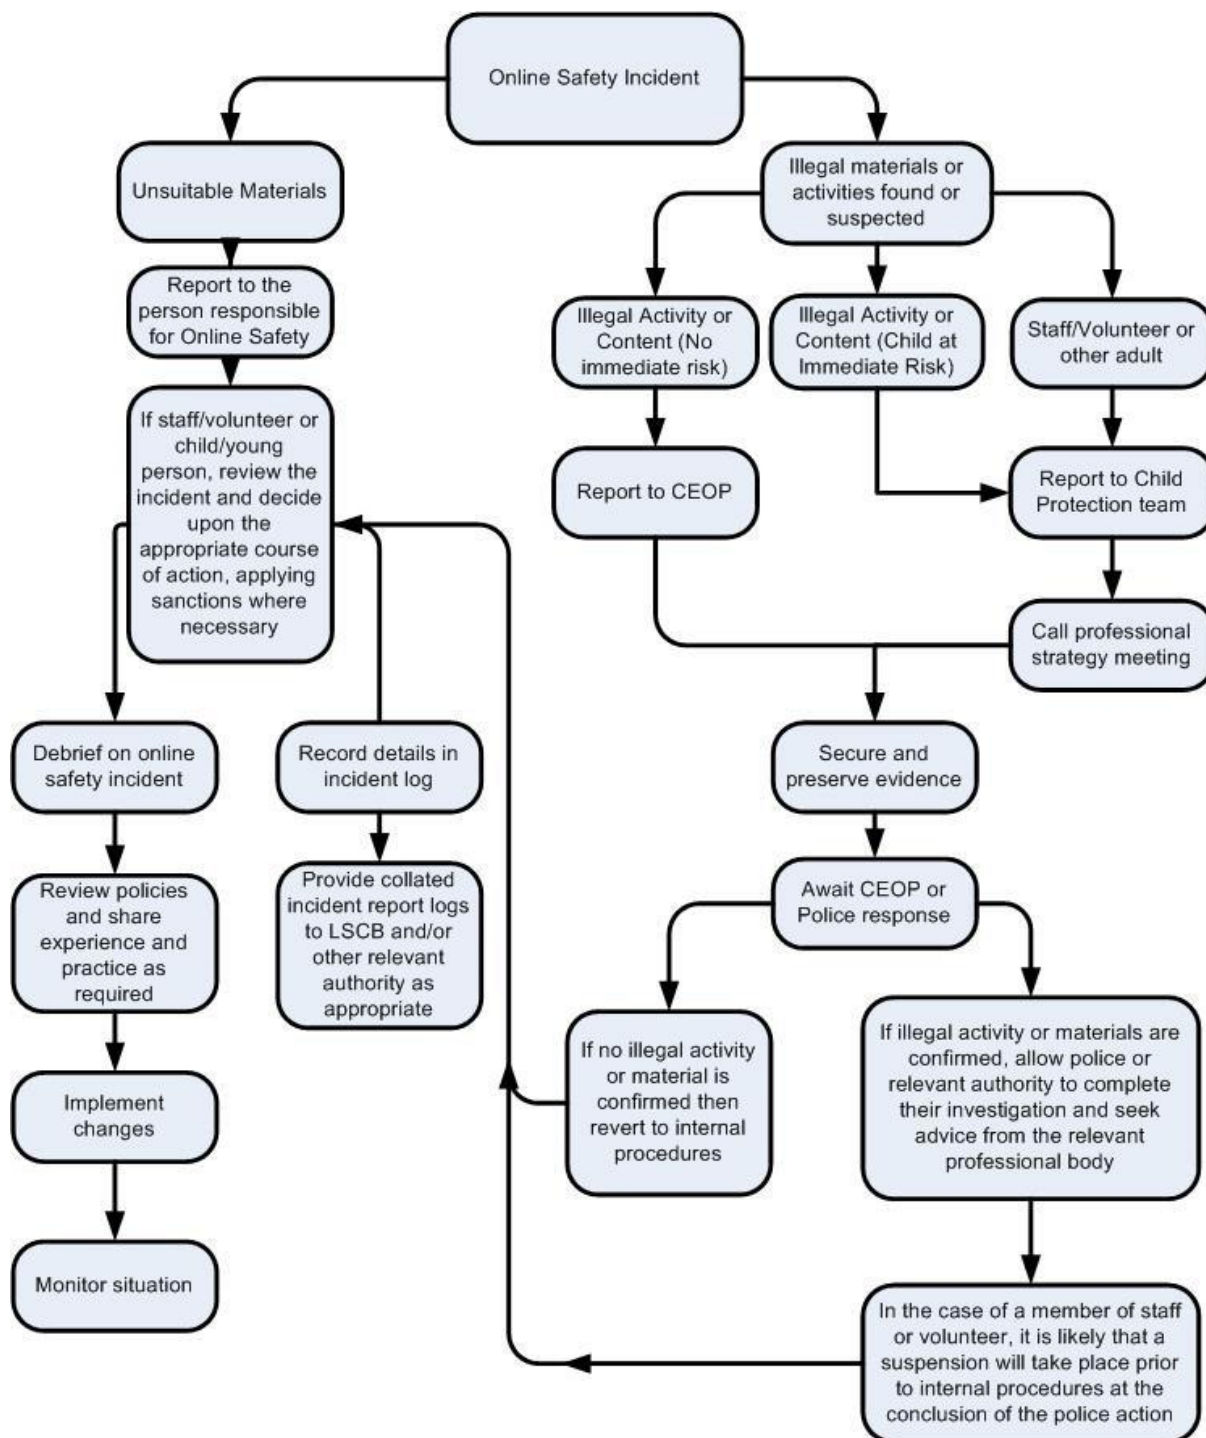 Online Safety Incident
Unsuitable Materials
Report to the
person responsible
for Online Safety
If staff/volunteer or
child/young
person, review the
incident and decide
upon the
appropriate course
of action, applying
sanctions where
necessary
Debrief on online
safety incident
Review policies
and share
experience and
practice as
required
Implement
changes
Monitor situation
Record details in
incident log
Provide collated
incident report logs
to LSCB and/or
other relevant
authority as
appropriate
Illegal materials or
activities found or
suspected
Illegal Activity or
Content (No
immediate risk)
Illegal Activity or
Content (Child at
Immediate Risk)
Staff/Volunteer or
other adult
Report to CEOP
Report to Child
Protection team
Call professional
strategy meeting
Secure and
preserve evidence
Await CEOP or
Police response
If no illegal activity
or material is
confirmed then
revert to internal
procedures
If illegal activity or materials are
confirmed, allow police or
relevant authority to complete
their investigation and seek
advice from the relevant
professional body
In the case of a member of staff
or volunteer, it is likely that a
suspension will take place prior
to internal procedures at the
conclusion of the police action